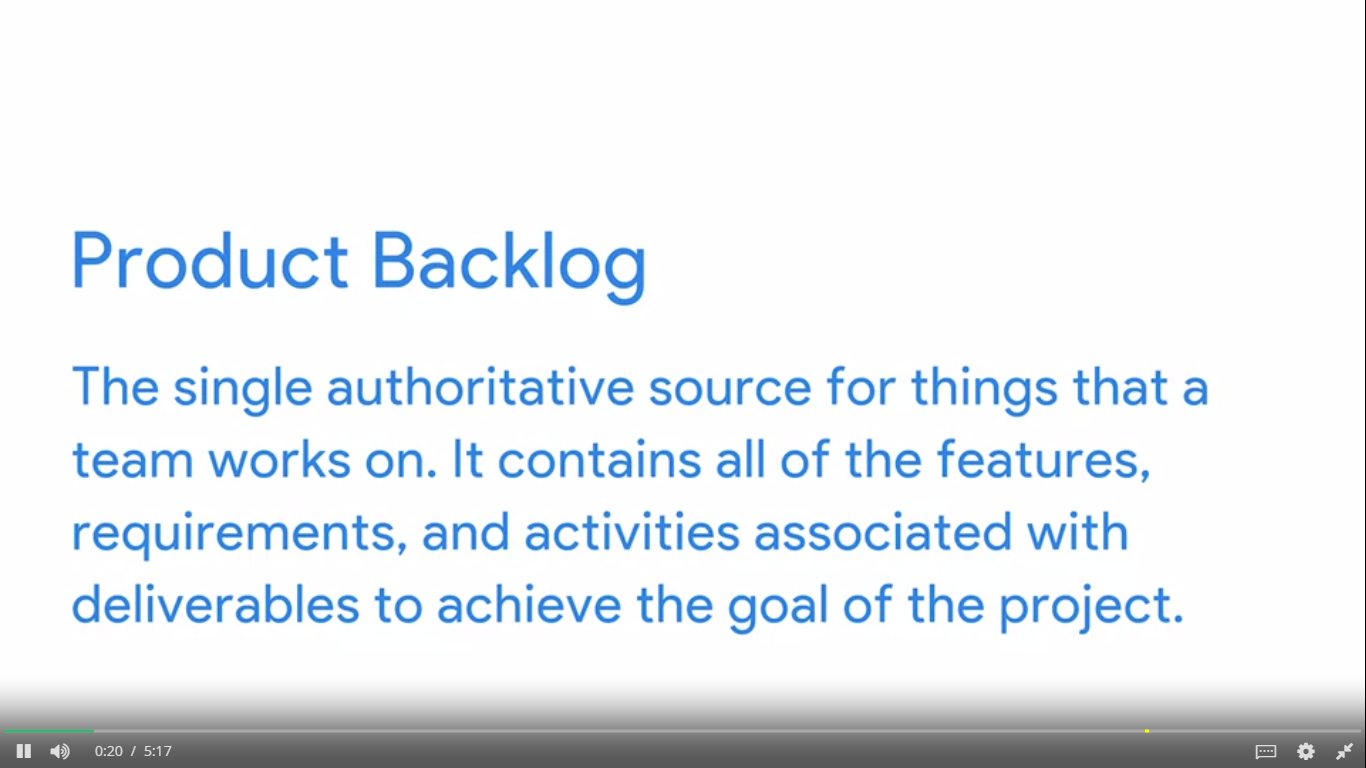 Product Backlog
The single authoritative source for things that a
team works on. It contains all of the features,
requirements, and activities associated with
deliverables to achieve the goal of the project.
0:20 / 5:17